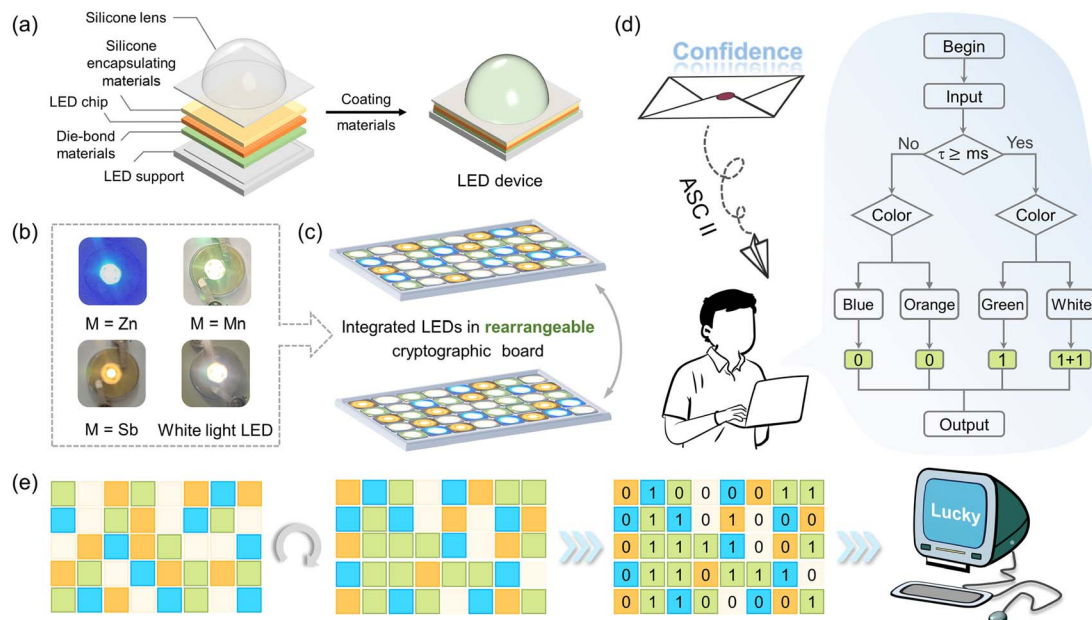 (a)
Silicone lens
Silicone
encapsulating
materials
LED chip
Die-bond
materials
LED support
Coating
materials
LED device
(b)
M = Zn
M = Mn
M = Sb
White light LED
(c)
Integrated LEDs in rearrangeable
cryptographic board
(d)
Confidence
ASC II
Begin
Input
No
τ ≥ ms
Yes
Color
Color
Blue
Orange
Green
White
0
0
1
1+1
Output
(e)
0 1 0 0 0 0 1 1
0 1 1 0 1 0 0 0
0 1 1 1 1 0 0 1
0 1 1 0 1 1 1 0
0 1 1 0 0 0 0 1
Lucky